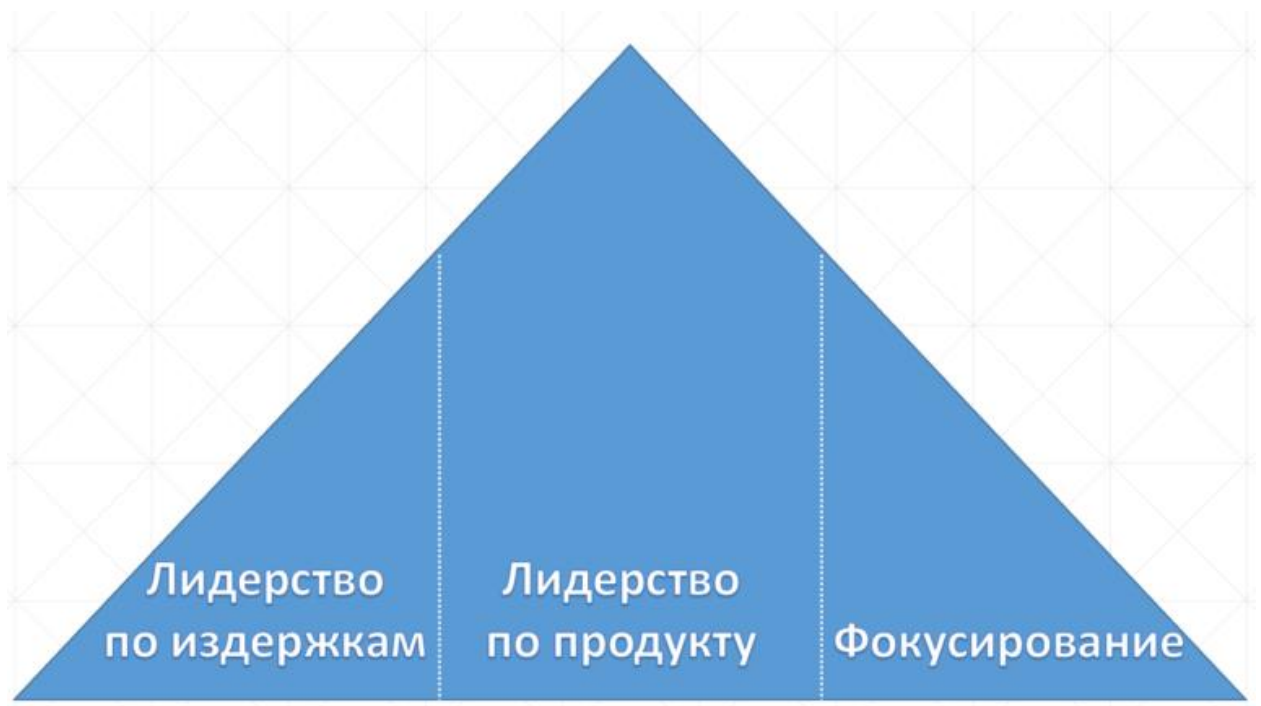 Лидерство
по издержкам
Лидерство
по продукту
Фокусирование